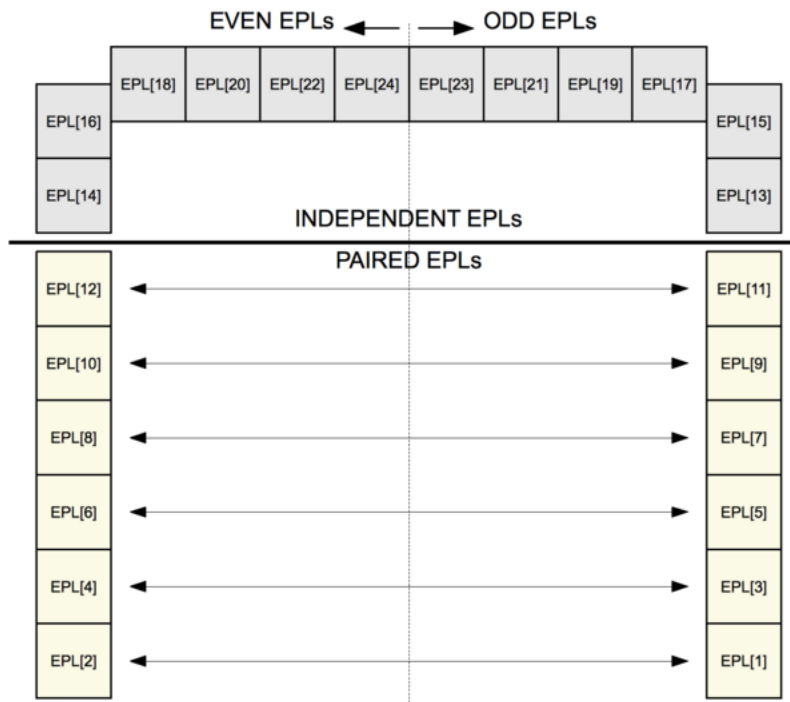 EVEN EPLs ODD EPLs
EPL[18] EPL[20] EPL[22] EPL[24] EPL[23] EPL[21] EPL[19] EPL[17]
EPL[16] EPL[15]
EPL[14] EPL[13]
INDEPENDENT EPLs
PAIRED EPLs
EPL[12] EPL[11]
EPL[10] EPL[9]
EPL[8] EPL[7]
EPL[6] EPL[5]
EPL[4] EPL[3]
EPL[2] EPL[1]